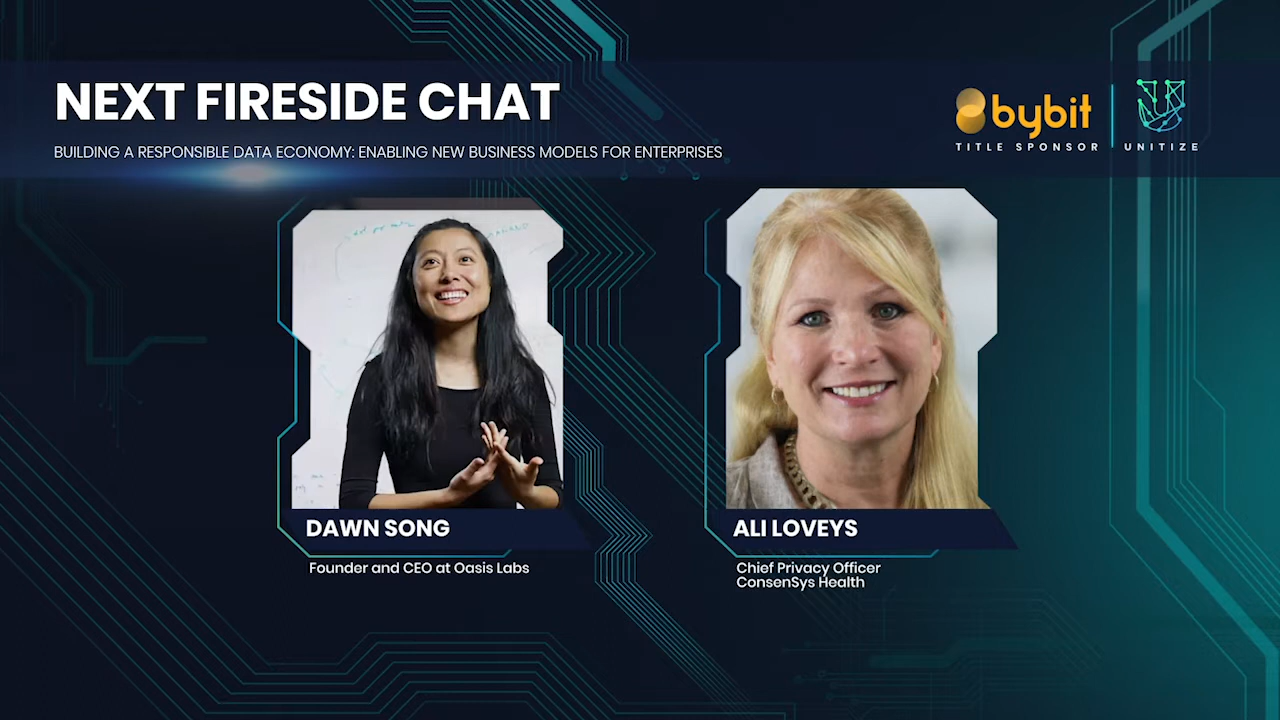 NEXT FIRESIDE CHAT
BUILDING A RESPONSIBLE DATA ECONOMY: ENABLING NEW BUSINESS MODELS FOR ENTERPRISES
bybit
TITLE SPONSOR
UNITIZE
DAWN SONG
Founder and CEO at Oasis Labs
ALI LOVEYS
Chief Privacy Officer
ConsenSys Health